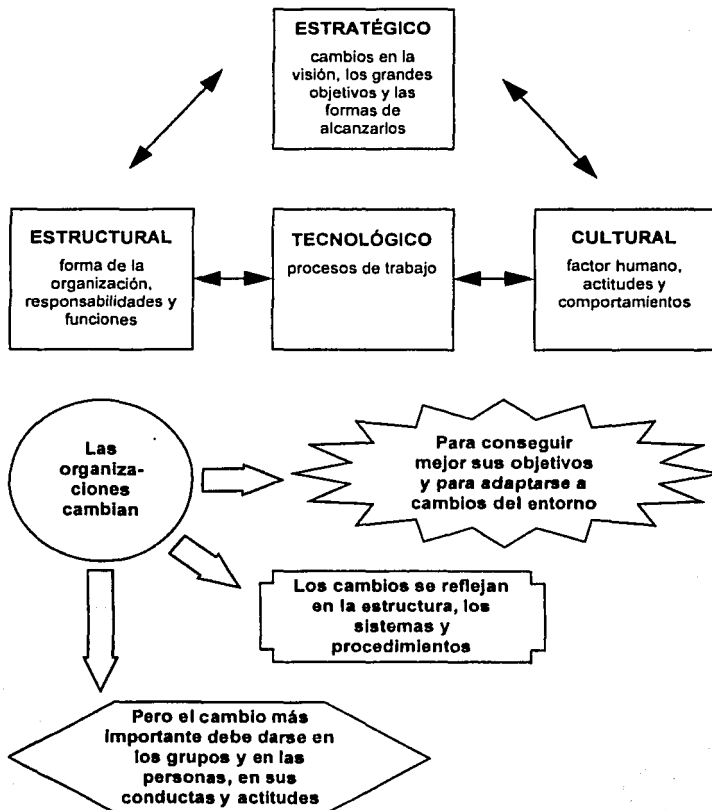 ESTRATÉGICO
cambios en la
visión, los grandes
objetivos y las
formas de
alcanzarlos
ESTRUCTURAL
forma de la
organización,
responsabilidades y
funciones
TECNOLÓGICO
procesos de trabajo
CULTURAL
factor humano,
actitudes y
comportamientos
Las
organiza-
ciones
cambian
Para conseguir
mejor sus objetivos
y para adaptarse a
cambios del entorno
Los cambios se reflejan
en la estructura, los
sistemas y
procedimientos
Pero el cambio más
importante debe darse en
los grupos y en las
personas, en sus
conductas y actitudes